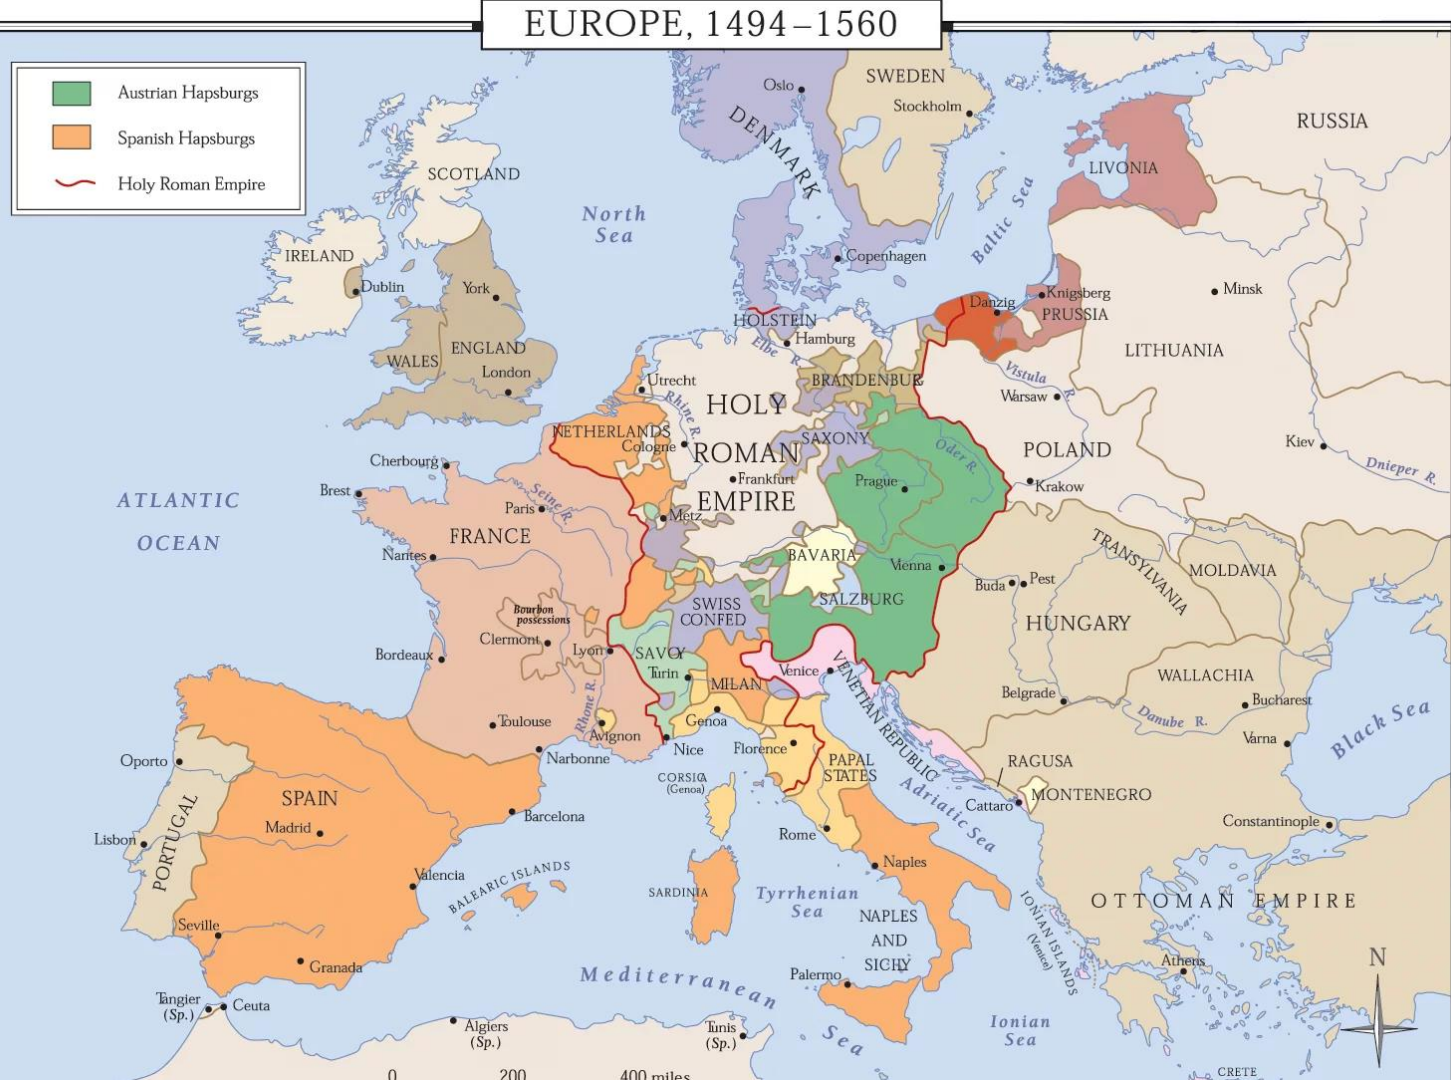 EUROPE, 1494–1560
Austrian Hapsburgs
Spanish Hapsburgs
Holy Roman Empire
SWEDEN
Oslo
Stockholm
DENMARK
RUSSIA
LIVONIA
SCOTLAND
North
Sea
Baltic Sea
IRELAND
Dublin
York
Copenhagen
Minsk
Danzig
Knigsberg
PRUSSIA
HOLSTEIN
Hamburg
Elbe R.
WALES
ENGLAND
London
LITHUANIA
Utrecht
Rhine R.
BRANDENBUR
Vistula R.
Warsaw
HOLY
ROMAN
EMPIRE
NETHERLANDS
Cologne
SAXONY
Oder R.
POLAND
Kiev
Dnieper R.
Cherbourg
Brest
Frankfurt
Prague
Krakow
ATLANTIC
OCEAN
Seine R.
Paris
Metz
FRANCE
Nantes
BAVARIA
Vienna
TRANSYLVANIA
MOLDAVIA
Buda
Pest
SALZBURG
SWISS
CONFED
Bourbon
possessions
HUNGARY
Clermont
Lyon
SAVOY
Bordeaux
Turin
MILAN
Venice
VENETIAN REPUBLIC
WALLACHIA
Belgrade
Bucharest
Danube R.
Black Sea
Varna
Toulouse
Rhone R.
Avignon
Genoa
Nice
Florence
Narbonne
Oporto
PAPAL
STATES
RAGUSA
CORSIC
(Genoa)
Adriatic Sea
Cattaro
MONTENEGRO
SPAIN
Madrid
Barcelona
PORTUGAL
Lisbon
Rome
Constantinople
Valencia
BALEARIC ISLANDS
SARDINIA
Naples
Tyrrhenian
Sea
OTTOMAN EMPIRE
NAPLES
AND
SICILY
IONIAN ISLANDS
(Venice)
Seville
Granada
Athens
N
Palermo
Mediterranean
Sea
Tangier
(Sp.)
Ceuta
Algiers
(Sp.)
Tunis
(Sp.)
Ionian
Sea
CRETE
0 200 400 miles